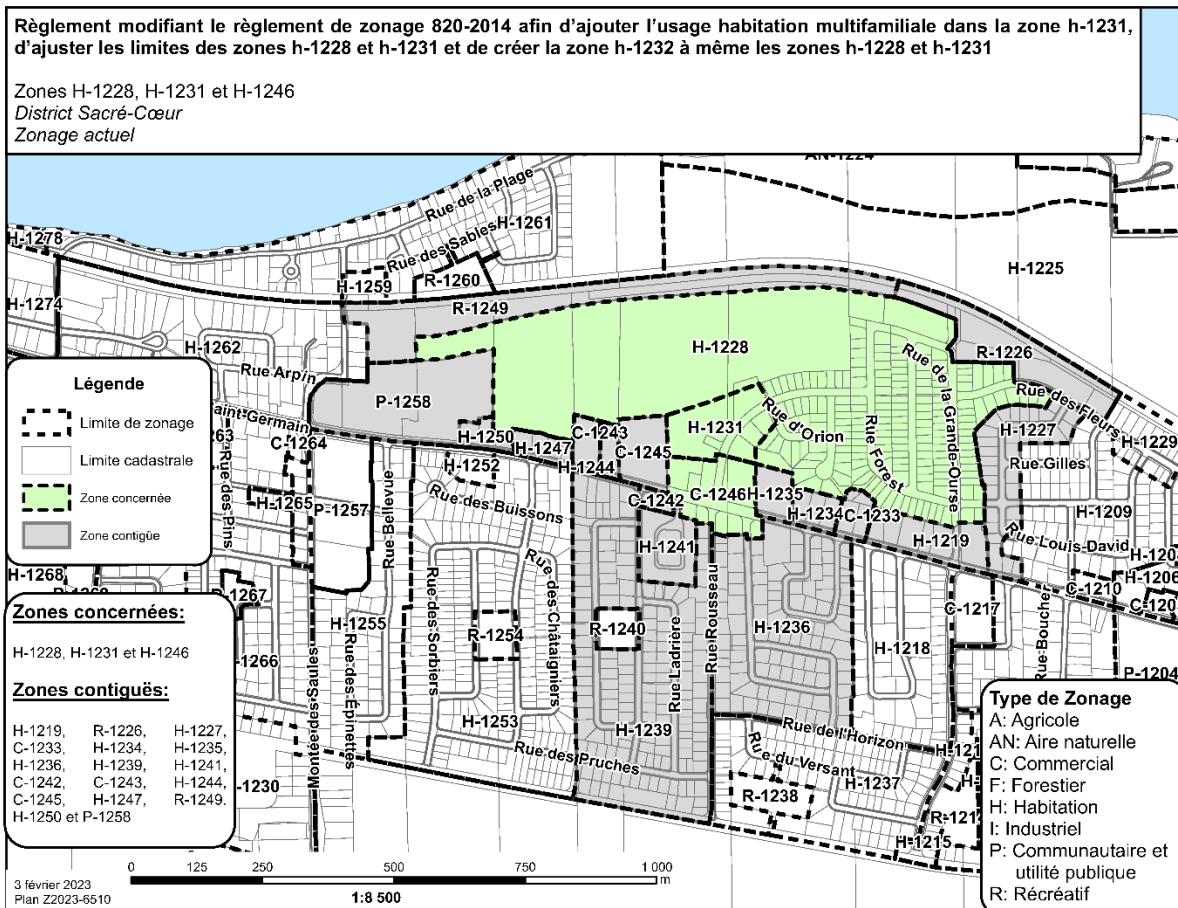 Règlement modifiant le règlement de zonage 820-2014 afin d'ajouter l'usage habitation multifamiliale dans la zone h-1231,
d'ajuster les limites des zones h-1228 et h-1231 et de créer la zone h-1232 à même les zones h-1228 et h-1231
Zones H-1228, H-1231 et H-1246
District Sacré-Cœur
Zonage actuel
AN-1224
Rue de la Plage
H-1278
Rue des Sables
H-1261
H-1259
R-1260
H-1225
H-1274
R-1249
H-1262
H-1228
R-1226
Rue Arpin
Rue de la Grande-Ourse
Rue des Fleurs
P-1258
H-1231
Rue d'Orion
Rue Forest
H-1227
H-1229
Légende
Limite de zonage
Limite cadastrale
Zone concernée
Zone contigüe
aint-Germain
C-1264
H-1250
H-1247
C-1243
H-1244
C-1245
Rue Gilles
H-1252
C-1242
C-1246
H-1235
H-1234
C-1233
H-1209
H-1265
P-1257
Rue des Pins
Rue Bellevue
Rue des Buissons
H-1241
H-1219
Rue Louis-David
H-1268
P-1267
H-1206
C-1210
C-1217
H-1255
Rue des Sorbiers
R-1254
Rue des Châtaigniers
R-1240
Rue Ladrière
Rue Rousseau
H-1236
H-1218
P-1204
Zones concernées:
H-1228, H-1231 et H-1246
Zones contiguës:
H-1219, R-1226, H-1227,
C-1233, H-1234, H-1235,
H-1236, H-1239, H-1241,
C-1242, C-1243, H-1244,
C-1245, H-1247, R-1249.
H-1250 et P-1258
-1266
Montée des Saules
Rue des Épinettes
H-1253
Rue des Pruches
H-1239
Rue de l'Horizon
Rue du Versant
H-1237
R-1238
H-1215
-1230
Type de Zonage
A: Agricole
AN: Aire naturelle
C: Commercial
F: Forestier
H: Habitation
I: Industriel
P: Communautaire et
utilité publique
R: Récréatif
0 125 250 500 750 1 000
m
1:8 500
3 février 2023
Plan Z2023-6510